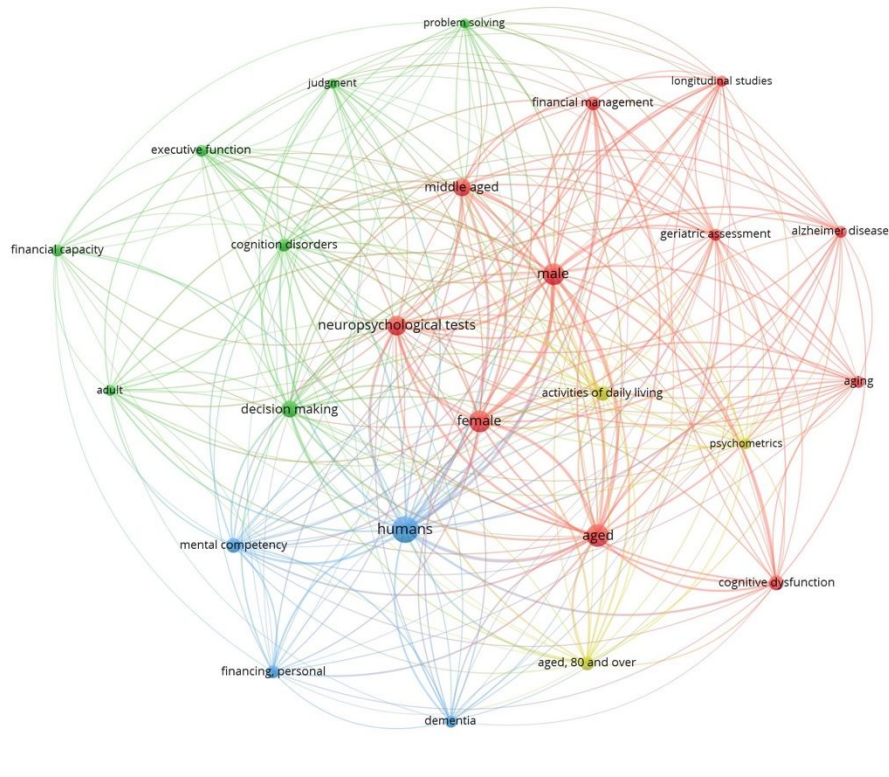 problem solving
judgment
longitudinal studies
financial management
executive function
middle aged
financial capacity
cognition disorders
geriatric assessment
alzheimer disease
male
neuropsychological tests
adult
decision making
activities of daily living
aging
female
psychometrics
humans
aged
mental competency
cognitive dysfunction
financing, personal
aged, 80 and over
dementia